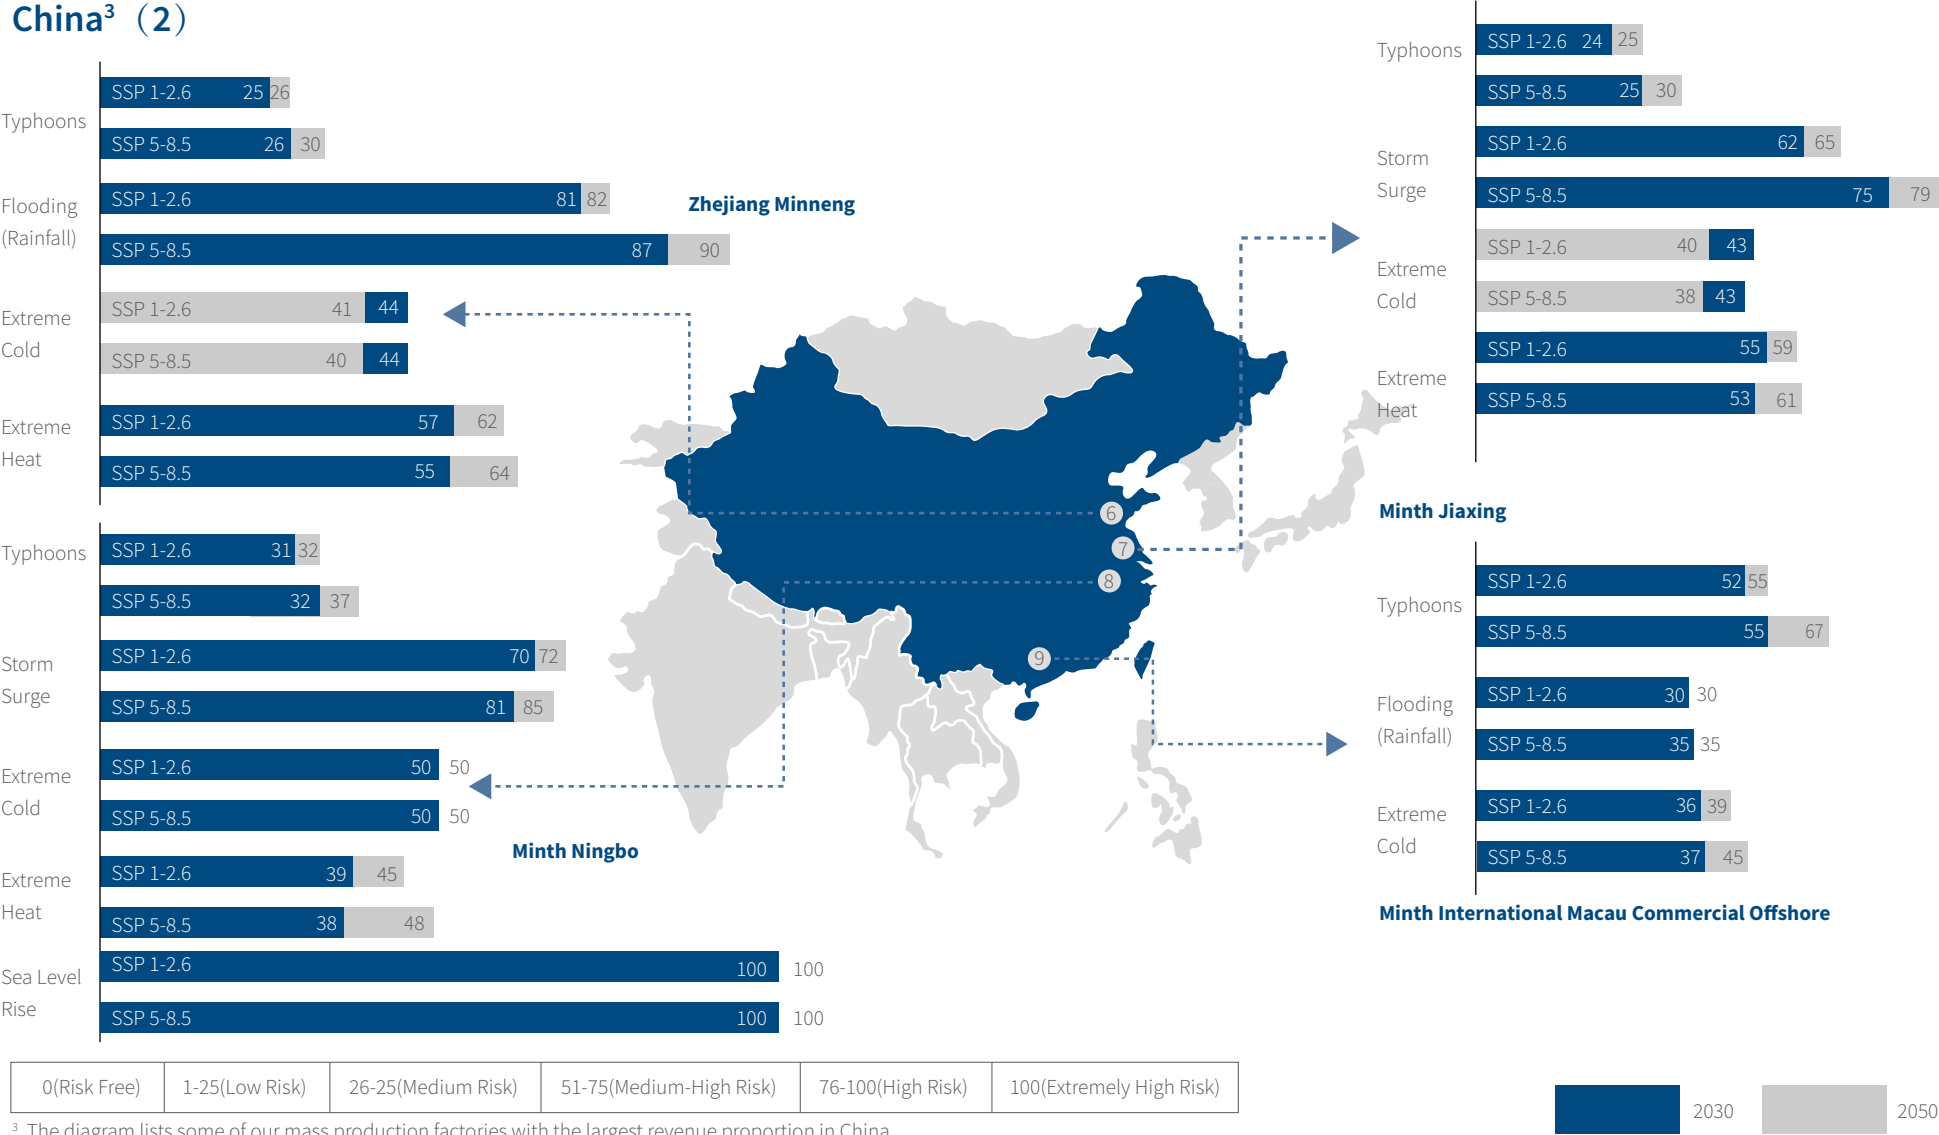 China³（2）
Typhoons
SSP 1-2.6 25 26
SSP 5-8.5 26 30
Flooding
(Rainfall)
SSP 1-2.6 81 82
SSP 5-8.5 87 90
Extreme
Cold
SSP 1-2.6 41 44
SSP 5-8.5 40 44
Extreme
Heat
SSP 1-2.6 57 62
SSP 5-8.5 55 64
Zhejiang Minneng
Typhoons
SSP 1-2.6 31 32
SSP 5-8.5 32 37
Storm
Surge
SSP 1-2.6 70 72
SSP 5-8.5 81 85
Extreme
Cold
SSP 1-2.6 50 50
SSP 5-8.5 50 50
Extreme
Heat
SSP 1-2.6 39 45
SSP 5-8.5 38 48
Sea Level
Rise
SSP 1-2.6 100 100
SSP 5-8.5 100 100
Minth Ningbo
6
7
8
9
Typhoons
SSP 1-2.6 24 25
SSP 5-8.5 25 30
Storm
Surge
SSP 1-2.6 62 65
SSP 5-8.5 75 79
Extreme
Cold
SSP 1-2.6 40 43
SSP 5-8.5 38 43
Extreme
Heat
SSP 1-2.6 55 59
SSP 5-8.5 53 61
Minth Jiaxing
Typhoons
SSP 1-2.6 52 55
SSP 5-8.5 55 67
Flooding
(Rainfall)
SSP 1-2.6 30 30
SSP 5-8.5 35 35
Extreme
Cold
SSP 1-2.6 36 39
SSP 5-8.5 37 45
Minth International Macau Commercial Offshore
0(Risk Free) 1-25(Low Risk) 26-25(Medium Risk) 51-75(Medium-High Risk) 76-100(High Risk) 100(Extremely High Risk)
2030 2050
³ The diagram lists some of our mass production factories with the largest revenue proportion in China